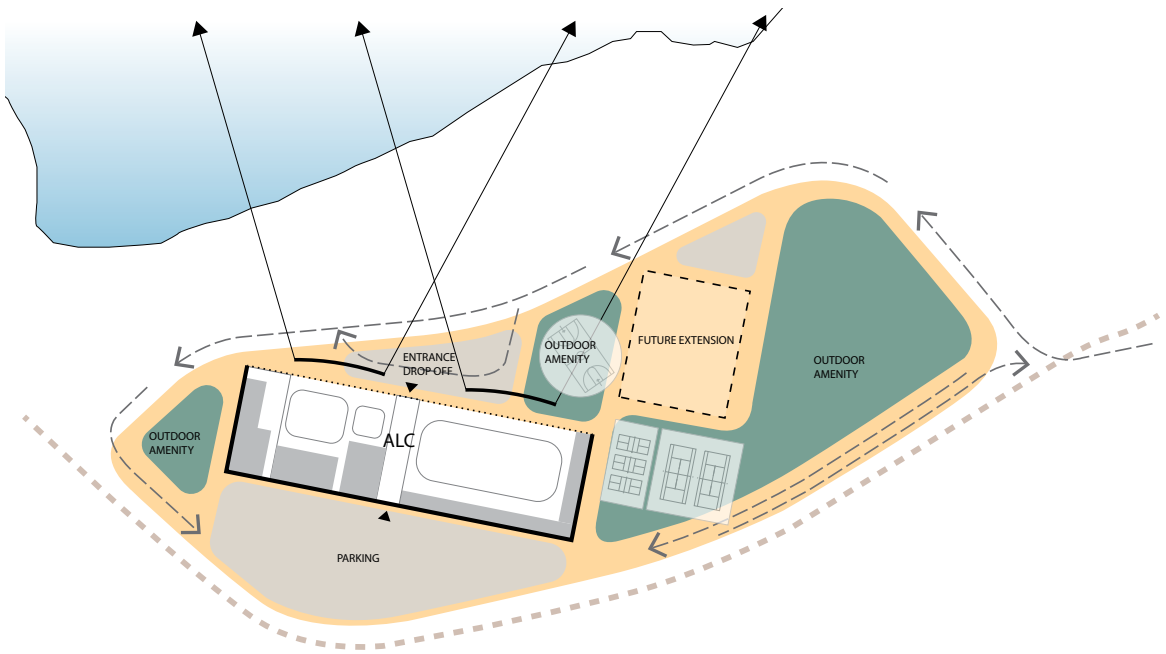 ENTRANCE
DROP OFF
OUTDOOR
AMENITY
FUTURE EXTENSION
OUTDOOR
AMENITY
OUTDOOR
AMENITY
ALC
PARKING